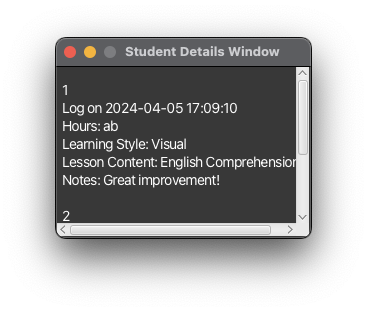 Student Details Window
1
Log on 2024-04-05 17:09:10
Hours: ab
Learning Style: Visual
Lesson Content: English Comprehension
Notes: Great improvement!
2